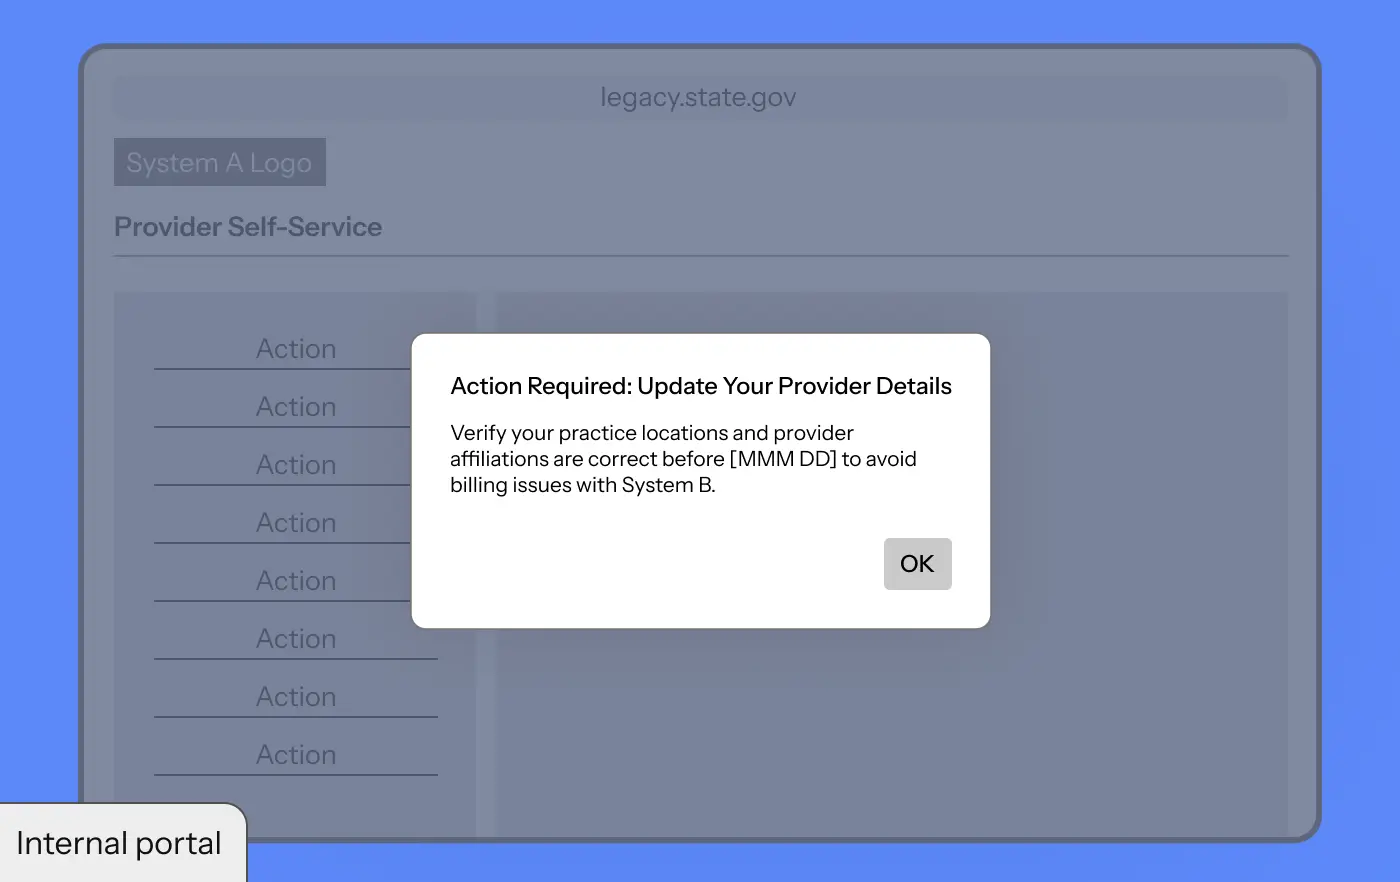 legacy.state.gov
System A Logo
Provider Self-Service
Action
Action
Action
Action
Action
Action
Action
Action
Action Required: Update Your Provider Details
Verify your practice locations and provider
affiliations are correct before [MMM DD] to avoid
billing issues with System B.
OK
Internal portal